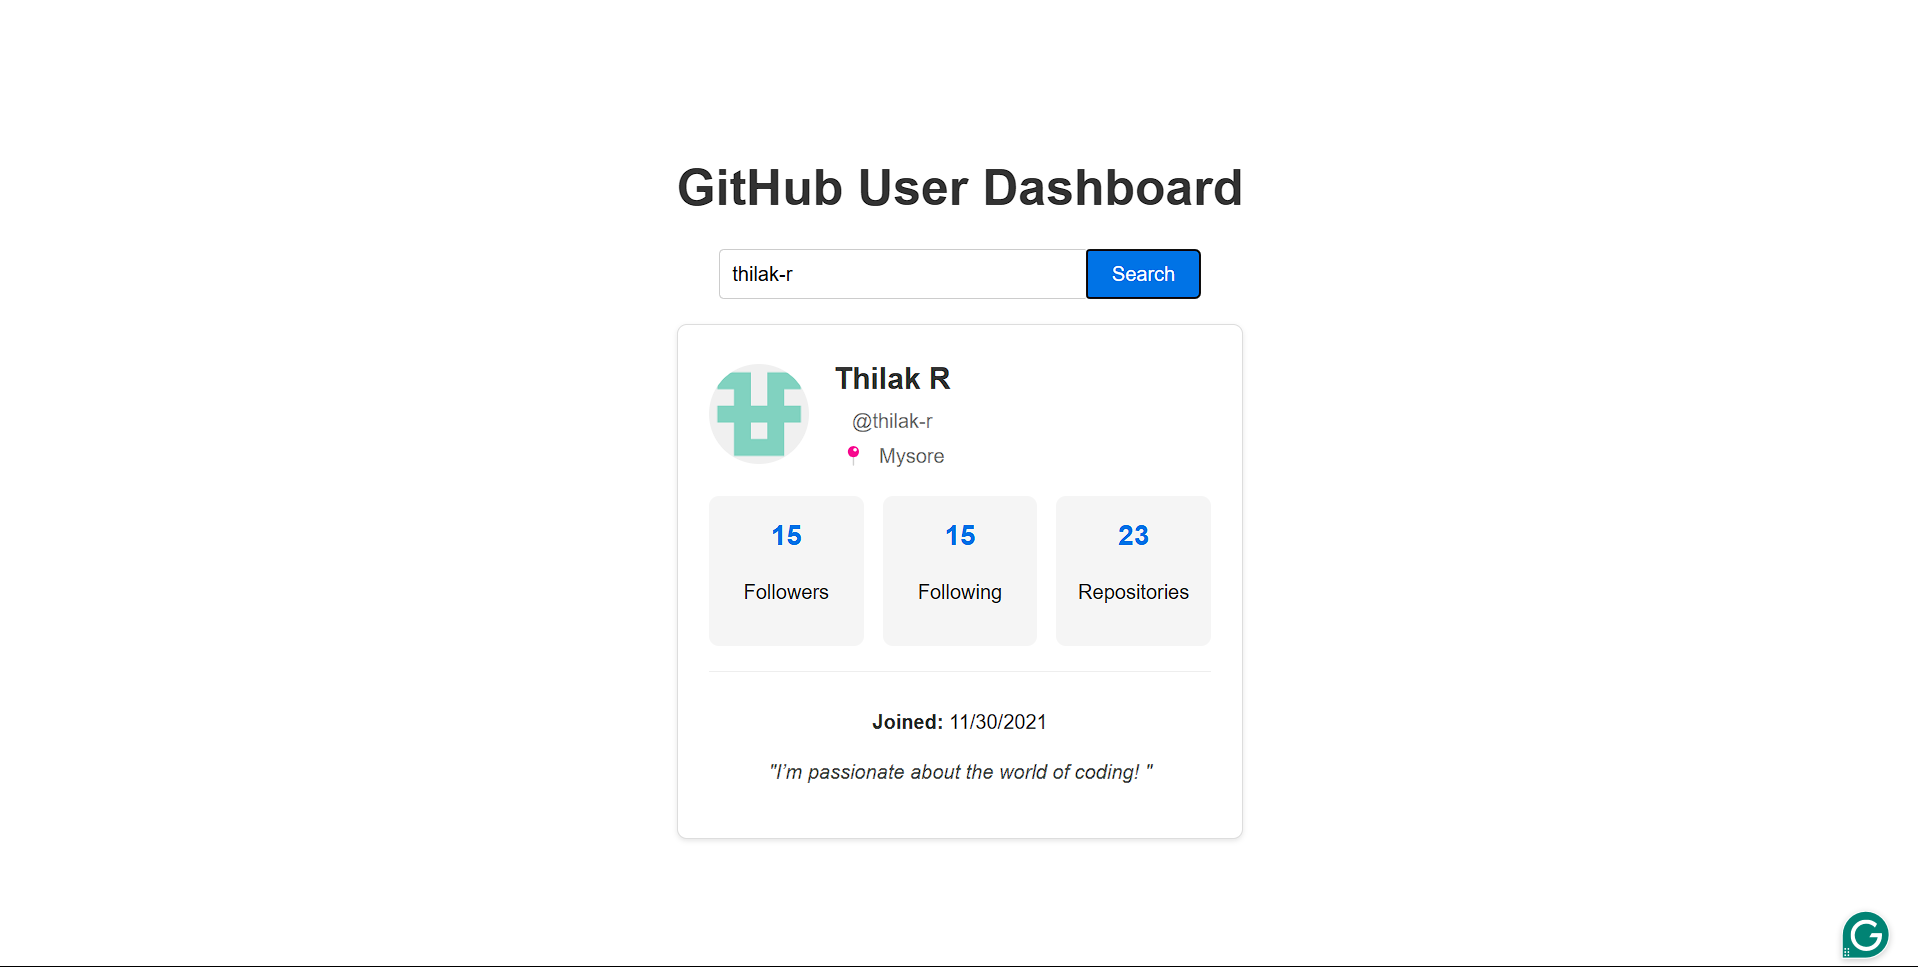 GitHub User Dashboard
thilak-r
Search
Thilak R
@thilak-r
📍 Mysore
15
Followers
15
Following
23
Repositories
Joined: 11/30/2021
"I'm passionate about the world of coding! "
G